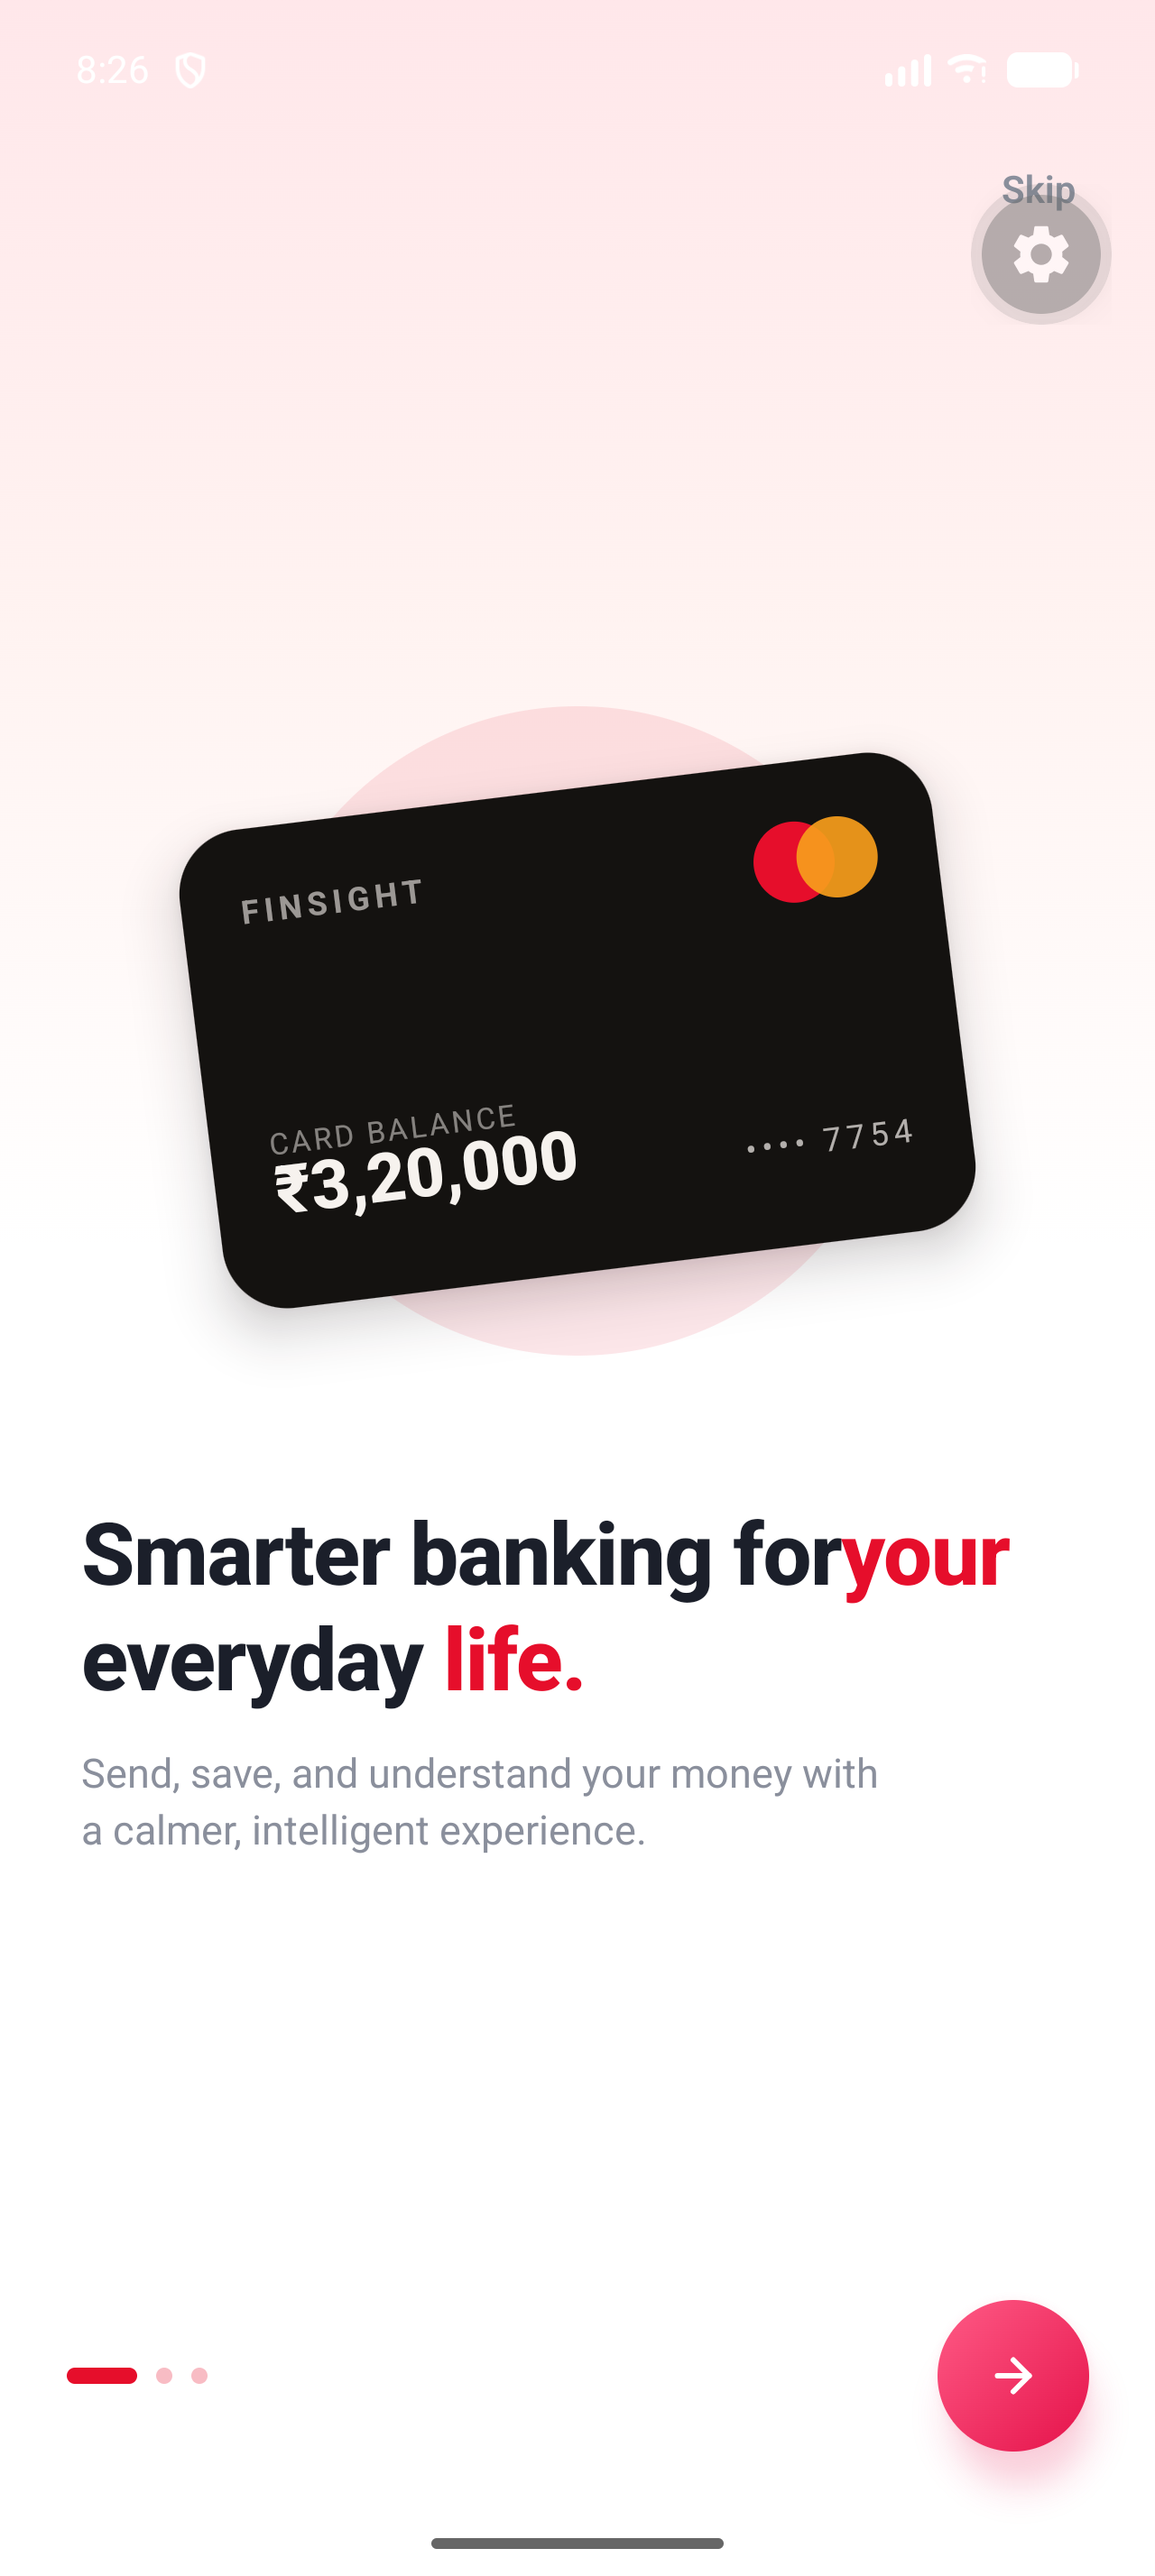 8:26
Skip
FINSIGHT
CARD BALANCE
₹3,20,000
•••• 7754
Smarter banking foryour
everyday life.
Send, save, and understand your money with
a calmer, intelligent experience.